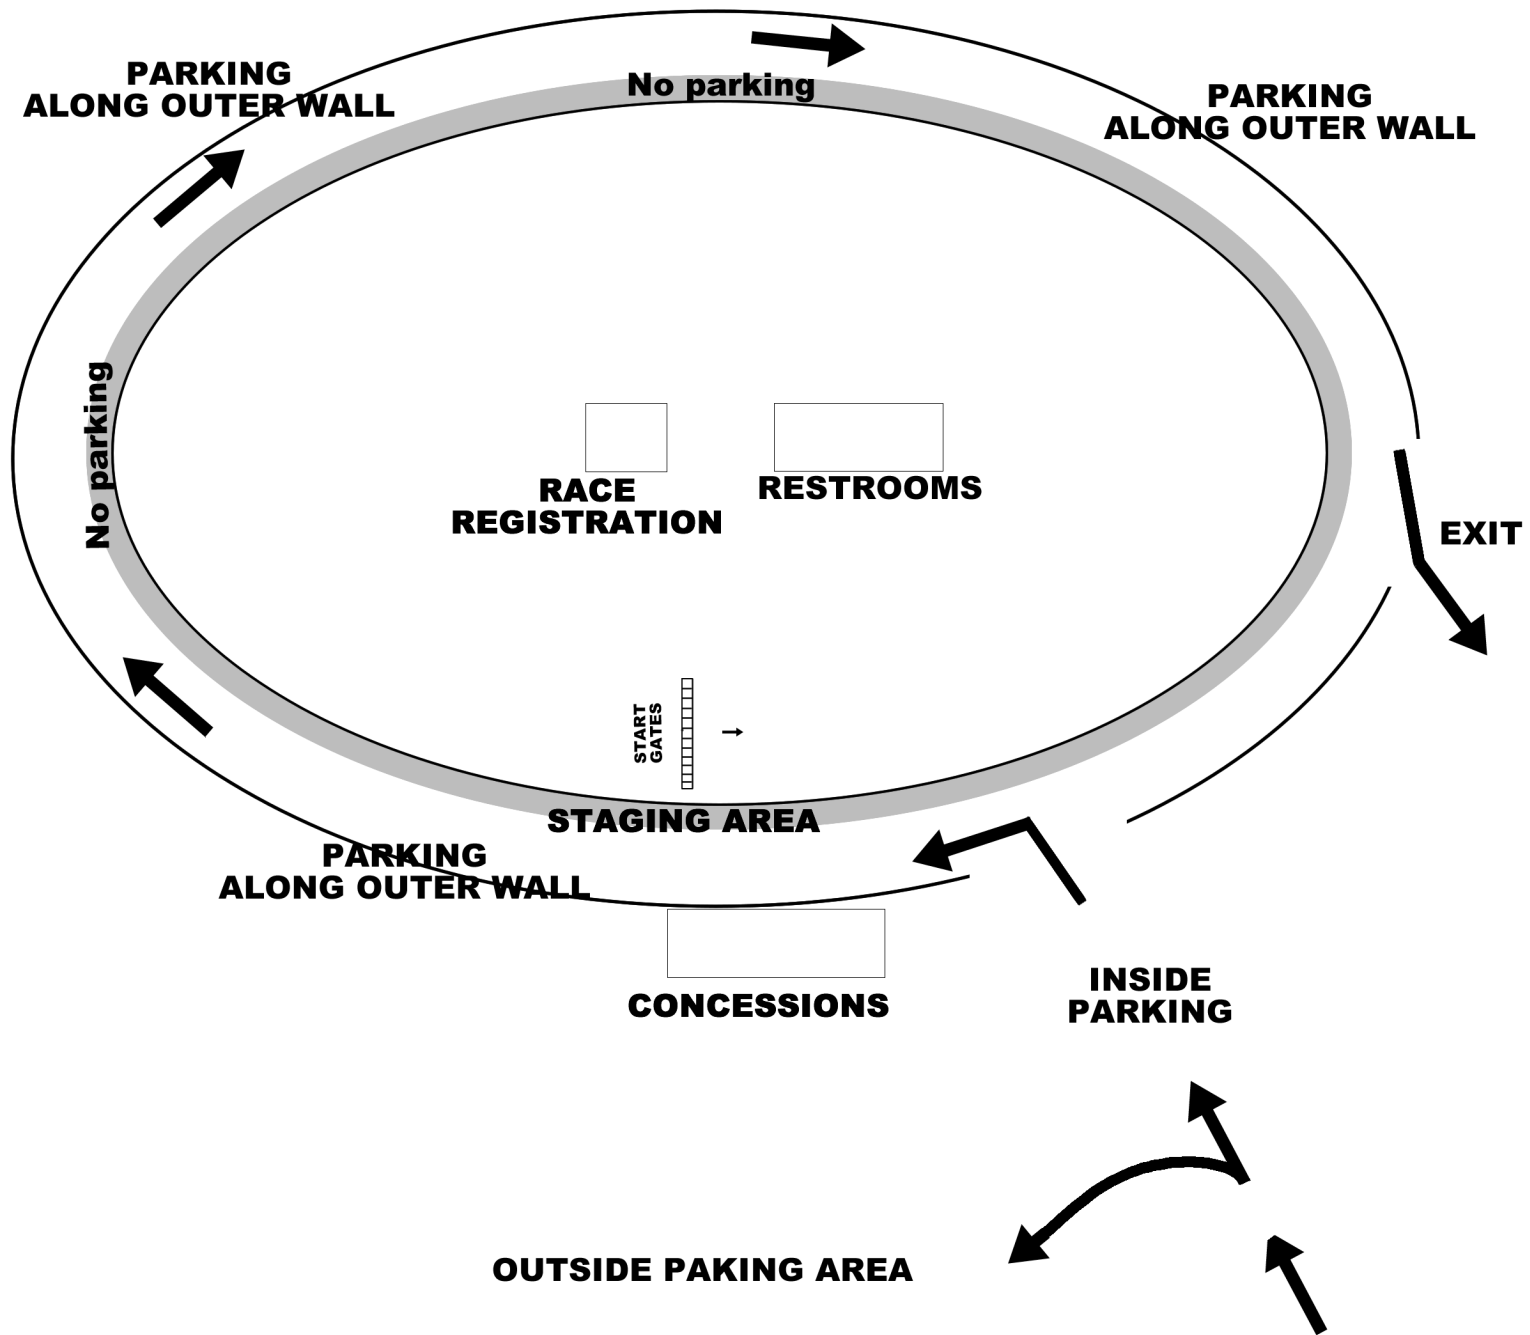 PARKING
ALONG OUTER WALL
No parking
PARKING
ALONG OUTER WALL
No parking
RACE
REGISTRATION
RESTROOMS
EXIT
START
GATES
STAGING AREA
PARKING
ALONG OUTER WALL
CONCESSIONS
INSIDE
PARKING
OUTSIDE PAKING AREA